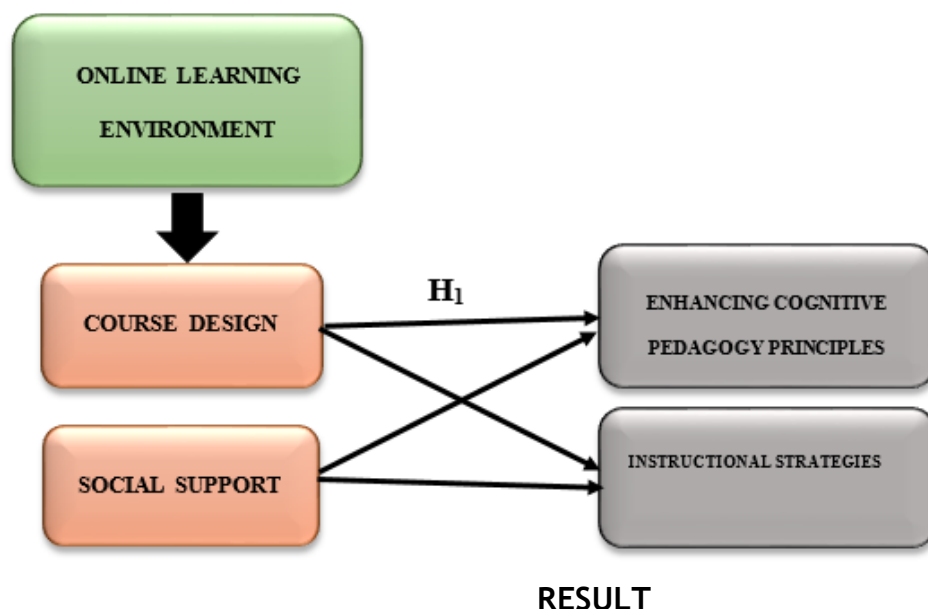 ONLINE LEARNING
ENVIRONMENT
H1
COURSE DESIGN
ENHANCING COGNITIVE
PEDAGOGY PRINCIPLES
SOCIAL SUPPORT
INSTRUCTIONAL STRATEGIES
RESULT